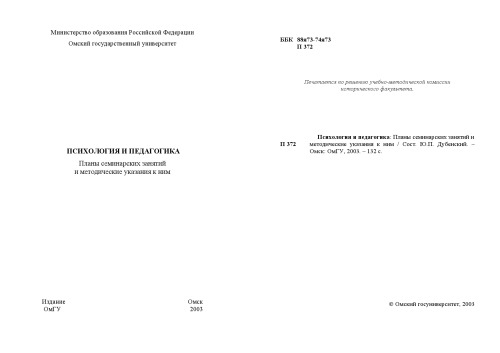 Министерство образования Российской Федерации
Омский государственный университет
ПСИХОЛОГИЯ И ПЕДАГОГИКА
Планы семинарских занятий
и методические указания к ним
Издание
ОмГУ
Омск
2003
ББК 88я73-74я73
П 372
Печатается по решению учебно-методической комиссии
исторического факультета.
П 372
Психология и педагогика: Планы семинарских занятий и
методические указания к ним / Сост. Ю.П. Дубенский. –
Омск: ОмГУ, 2003. – 152 с.
© Омский госуниверситет, 2003